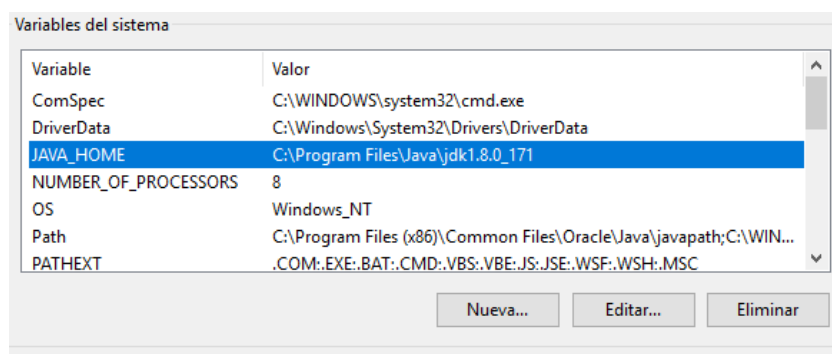 Variables del sistema
Variable Valor
ComSpec C:\WINDOWS\system32\cmd.exe
DriverData C:\Windows\System32\Drivers\DriverData
JAVA_HOME C:\Program Files\Java\jdk1.8.0_171
NUMBER_OF_PROCESSORS 8
OS Windows_NT
Path C:\Program Files (x86)\Common Files\Oracle\Java\javapath;C:\WIN...
PATHEXT .COM;.EXE;.BAT;.CMD;.VBS;.VBE;.JS;.JSE;.WSF;.WSH;.MSC
Nueva... Editar... Eliminar